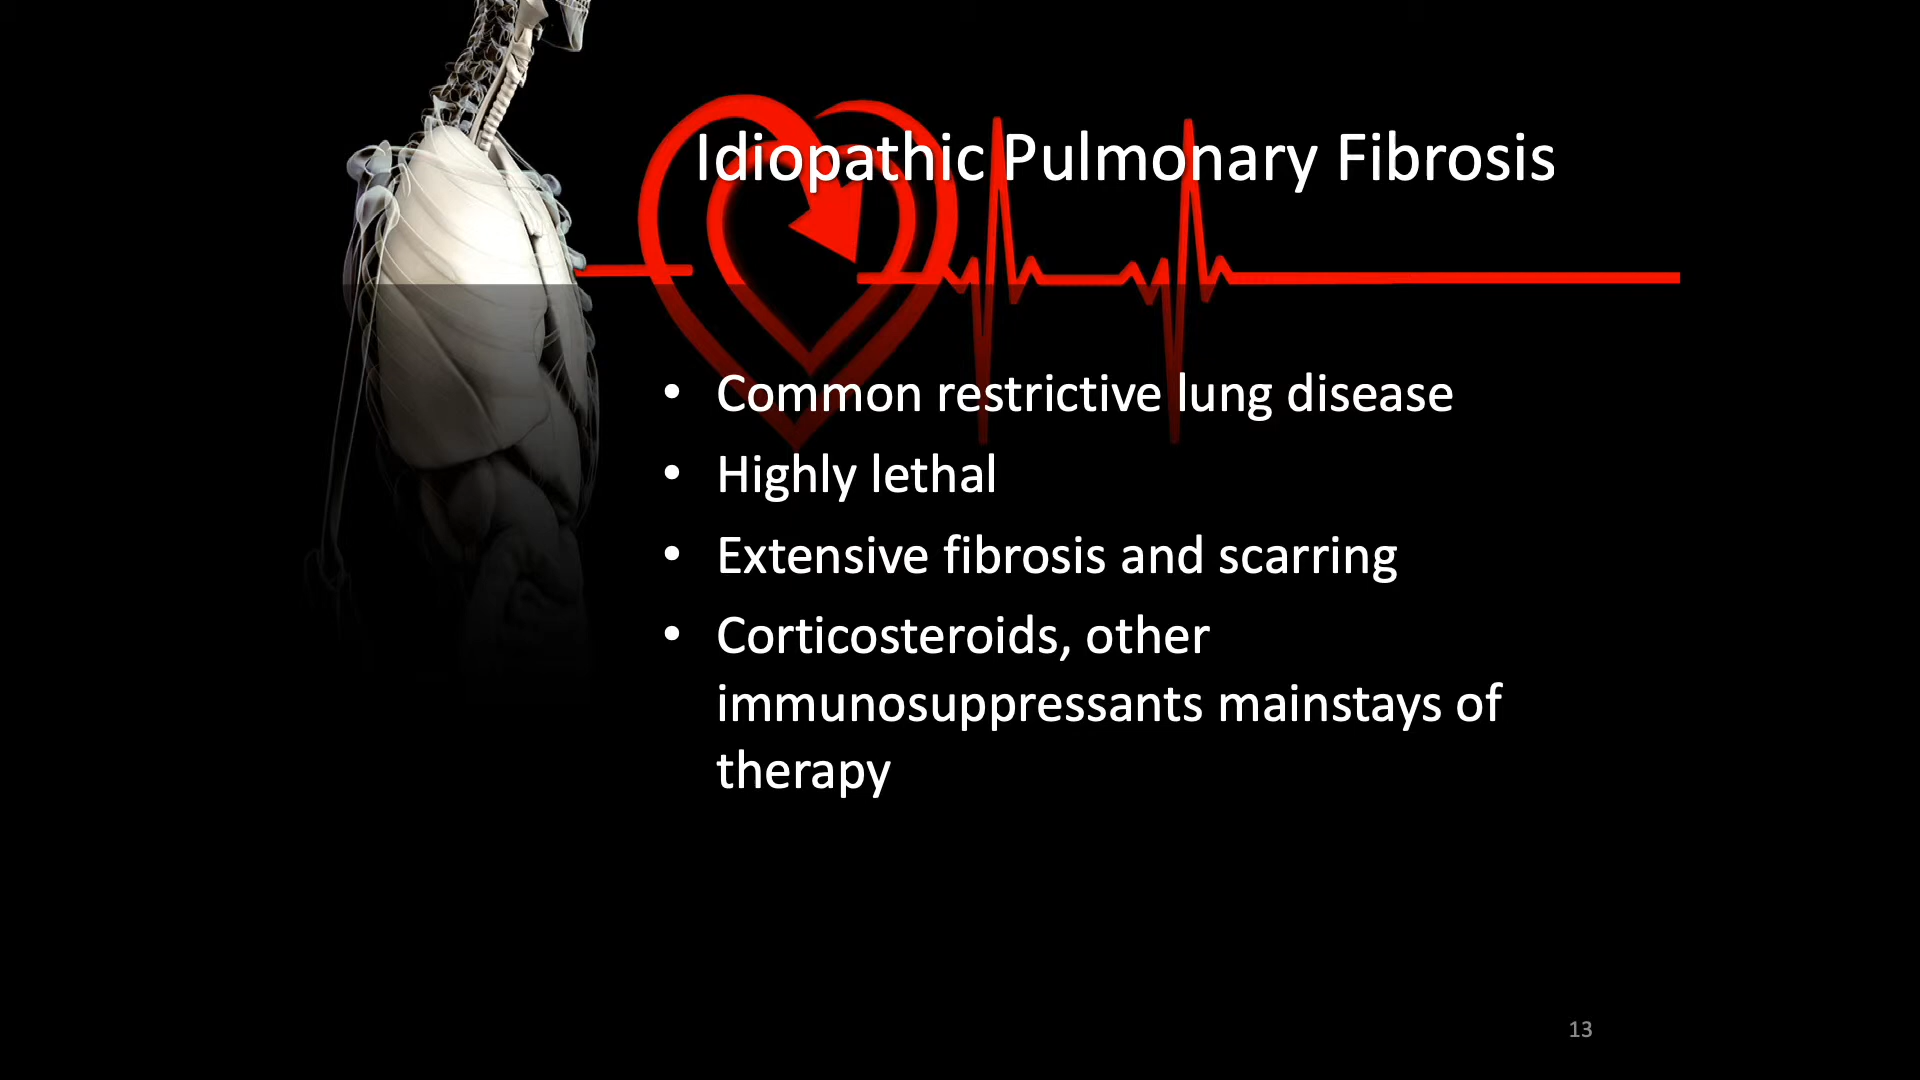 Idiopathic Pulmonary Fibrosis
• Common restrictive lung disease
• Highly lethal
• Extensive fibrosis and scarring
• Corticosteroids, other
immunosuppressants mainstays of
therapy
13